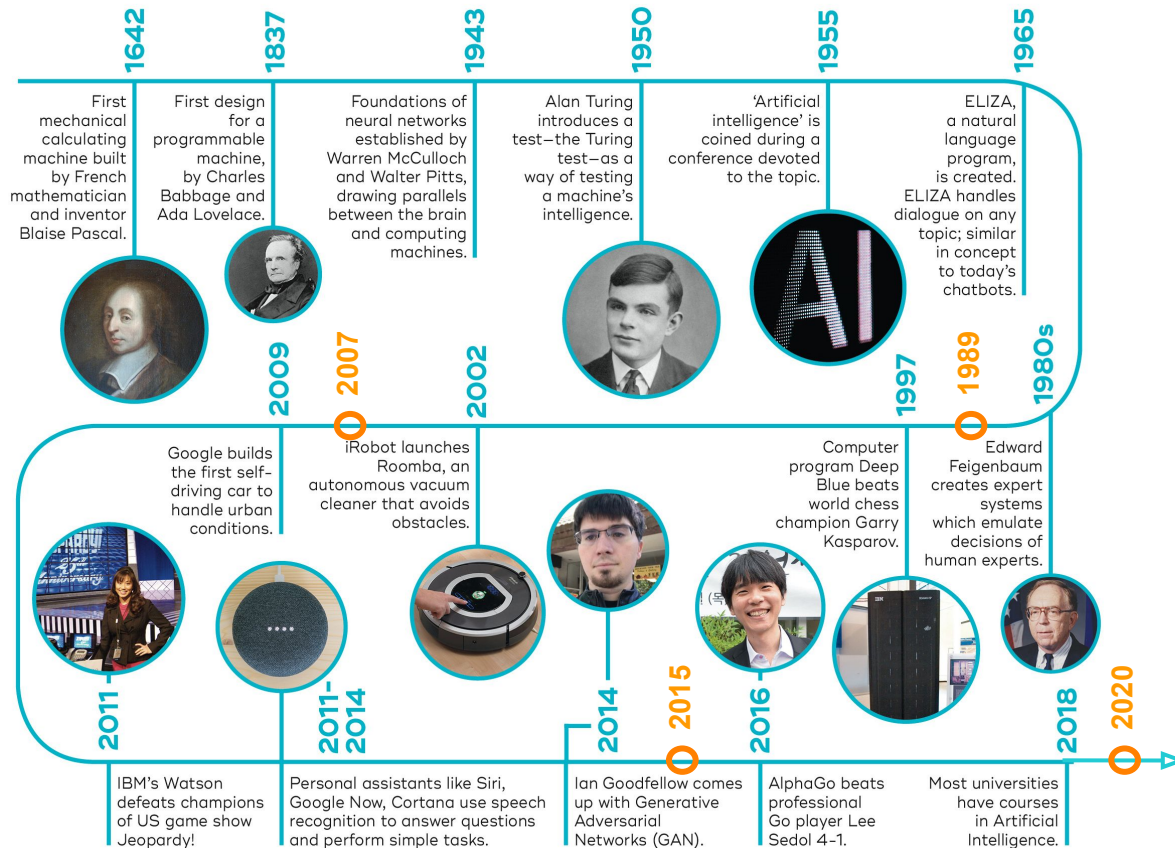 1642
First
mechanical
calculating
machine built
by French
mathematician
and inventor
Blaise Pascal.
1837
First design
for a
programmable
machine,
by Charles
Babbage and
Ada Lovelace.
1943
Foundations of
neural networks
established by
Warren McCulloch
and Walter Pitts,
drawing parallels
between the brain
and computing
machines.
1950
Alan Turing
introduces a
test—the Turing
test—as a
way of testing
a machine's
intelligence.
1955
‘Artificial
intelligence’ is
coined during a
conference devoted
to the topic.
AI
1965
ELIZA,
a natural
language
program,
is created.
ELIZA handles
dialogue on any
topic; similar
in concept
to today's
chatbots.
1980s
Edward
Feigenbaum
creates expert
systems
which emulate
decisions of
human experts.
1989
1997
Computer
program Deep
Blue beats
world chess
champion Garry
Kasparov.
IBM
2002
iRobot launches
Roomba, an
autonomous vacuum
cleaner that avoids
obstacles.
2007
2009
Google builds
the first self-
driving car to
handle urban
conditions.
2011
IBM's Watson
defeats champions
of US game show
Jeopardy!
2011-
2014
Personal assistants like Siri,
Google Now, Cortana use speech
recognition to answer questions
and perform simple tasks.
2014
Ian Goodfellow comes
up with Generative
Adversarial
Networks (GAN).
2015
2016
AlphaGo beats
professional
Go player Lee
Sedol 4-1.
2018
Most universities
have courses
in Artificial
Intelligence.
2020